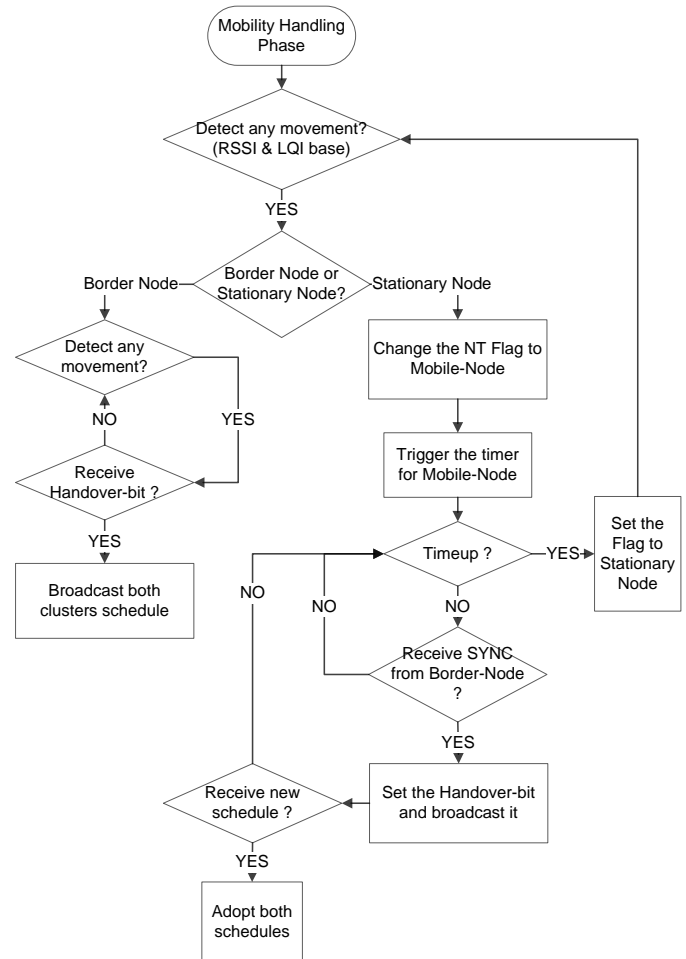 Mobility Handling
Phase
Detect any movement?
(RSSI & LQI base)
YES
Border Node or
Stationary Node?
Border Node
Stationary Node
Detect any
movement?
Change the NT Flag to
Mobile-Node
NO
YES
Receive
Handover-bit ?
Trigger the timer
for Mobile-Node
YES
Broadcast both
clusters schedule
Timeup ?
YES
Set the
Flag to
Stationary
Node
NO
NO
NO
Receive SYNC
from Border-Node
?
YES
Receive new
schedule ?
Set the Handover-bit
and broadcast it
YES
Adopt both
schedules